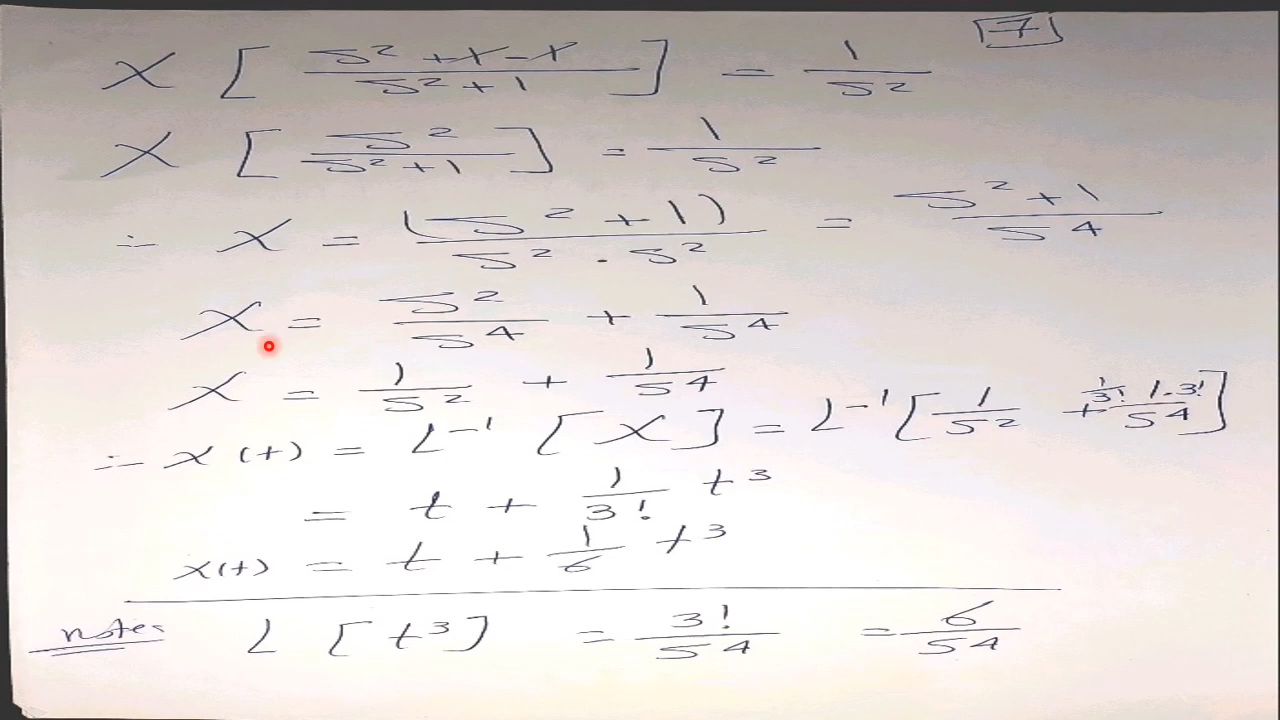 [7]
X [ (s² + 1 - 1) / (s² + 1) ] = 1 / s²
X [ s² / (s² + 1) ] = 1 / s²
∴ X = (s² + 1) / (s² . s²) = (s² + 1) / s⁴
X = s² / s⁴ + 1 / s⁴
X = 1 / s² + 1 / s⁴
∴ x(t) = L⁻¹ [ X ] = L⁻¹ [ 1 / s² + 1/3! 1·3! / s⁴ ]
= t + 1/3! t³
x(t) = t + 1/6 t³
notes L [ t³ ] = 3! / s⁴ = 6 / s⁴